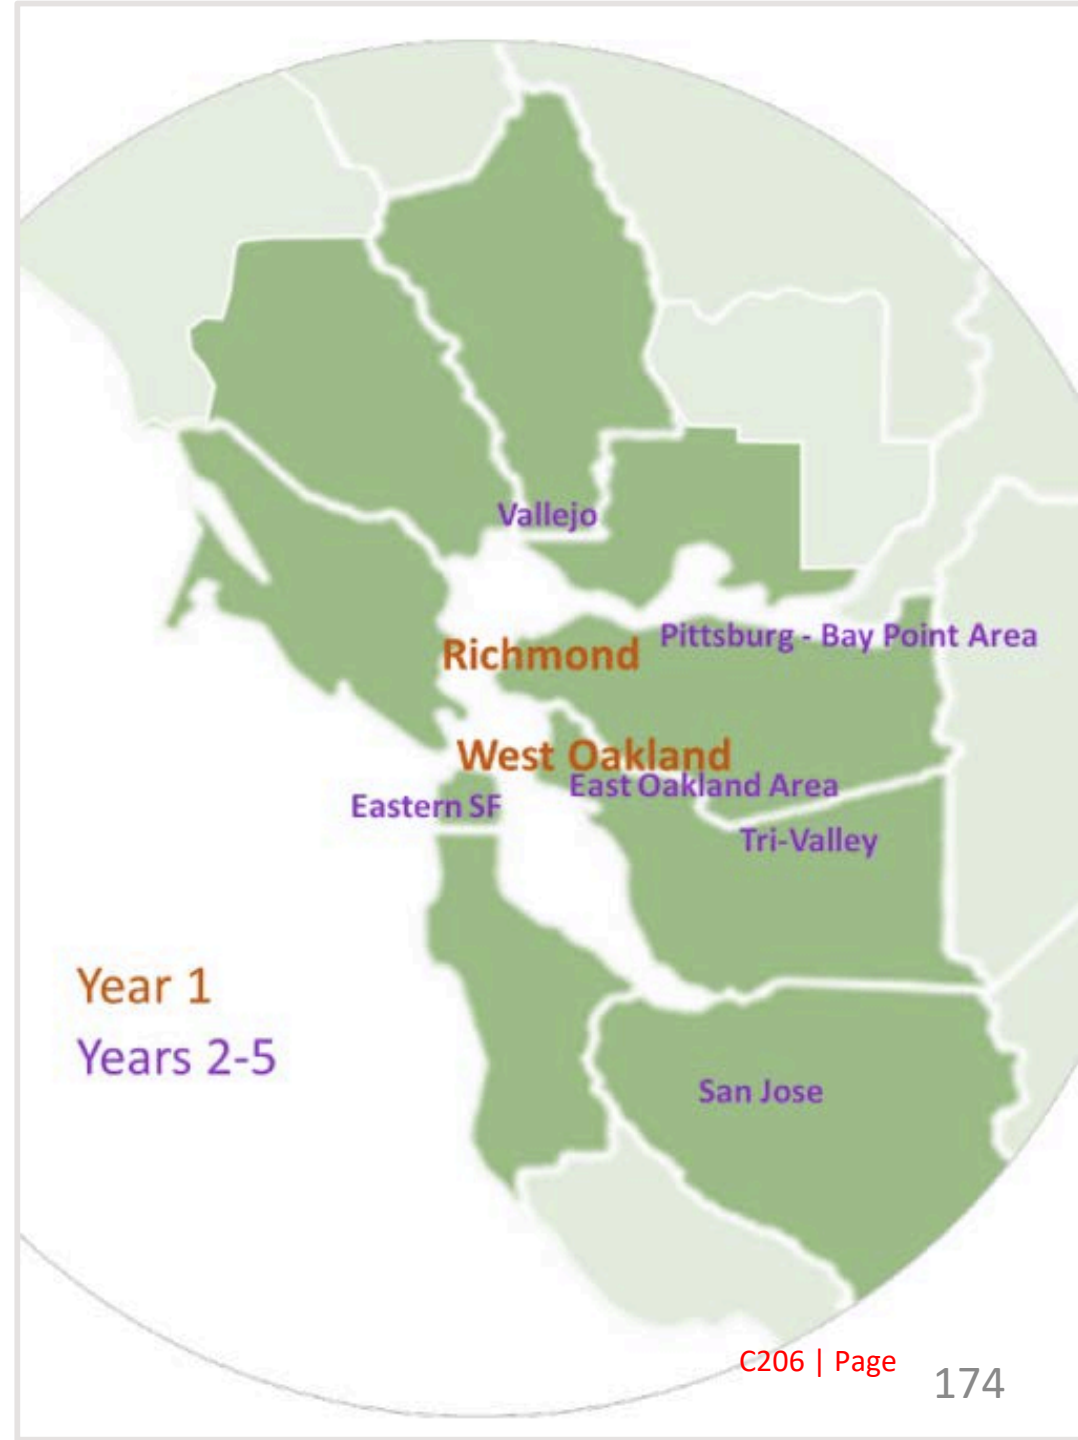 Vallejo
Pittsburg - Bay Point Area
Richmond
West Oakland
East Oakland Area
Eastern SF
Tri-Valley
Year 1
Years 2-5
San Jose
C206 | Page
174